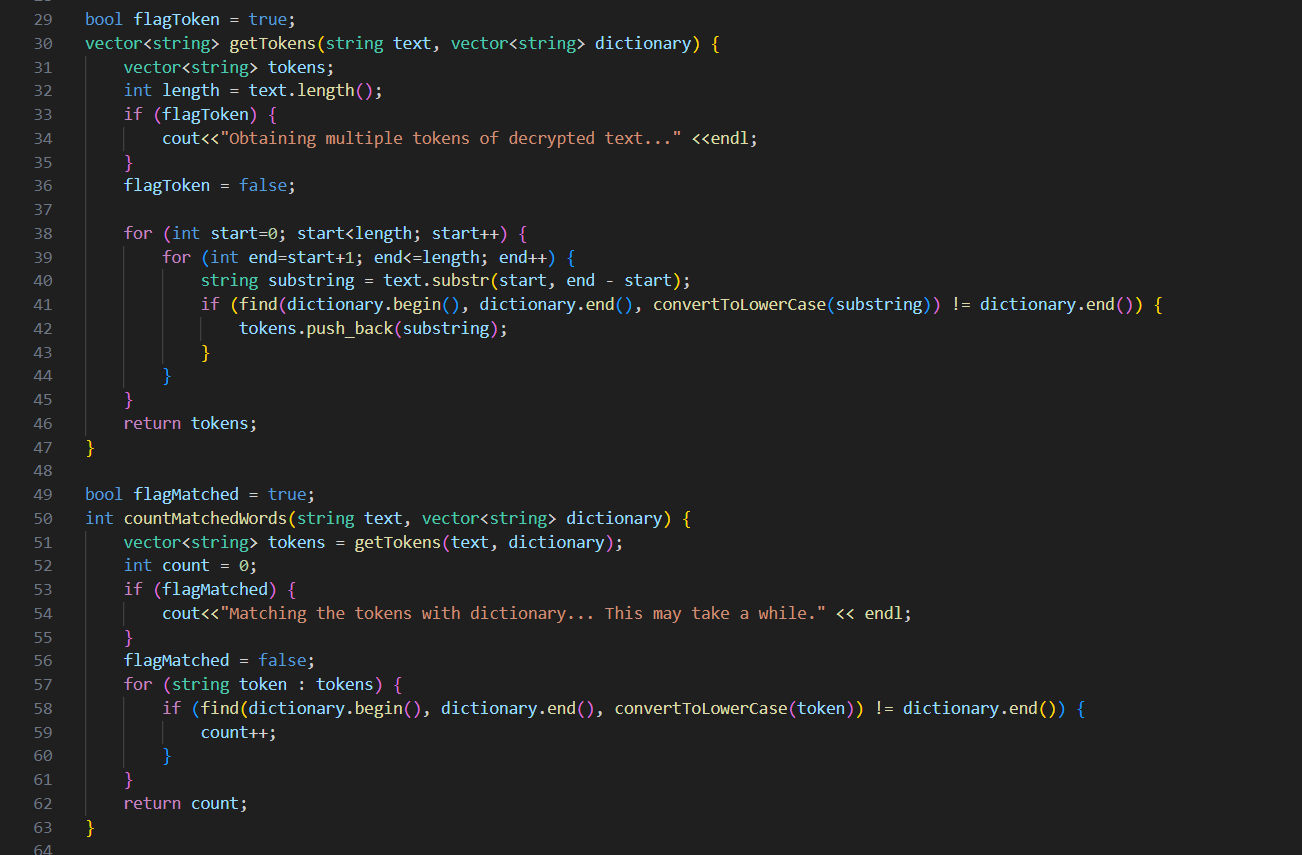 29 bool flagToken = true;
30 vector<string> getTokens(string text, vector<string> dictionary) {
31     vector<string> tokens;
32     int length = text.length();
33     if (flagToken) {
34         cout<<"Obtaining multiple tokens of decrypted text..." <<endl;
35     }
36     flagToken = false;
37
38     for (int start=0; start<length; start++) {
39         for (int end=start+1; end<=length; end++) {
40             string substring = text.substr(start, end - start);
41             if (find(dictionary.begin(), dictionary.end(), convertToLowerCase(substring)) != dictionary.end()) {
42                 tokens.push_back(substring);
43             }
44         }
45     }
46     return tokens;
47 }
48
49 bool flagMatched = true;
50 int countMatchedWords(string text, vector<string> dictionary) {
51     vector<string> tokens = getTokens(text, dictionary);
52     int count = 0;
53     if (flagMatched) {
54         cout<<"Matching the tokens with dictionary... This may take a while." << endl;
55     }
56     flagMatched = false;
57     for (string token : tokens) {
58         if (find(dictionary.begin(), dictionary.end(), convertToLowerCase(token)) != dictionary.end()) {
59             count++;
60         }
61     }
62     return count;
63 }
64